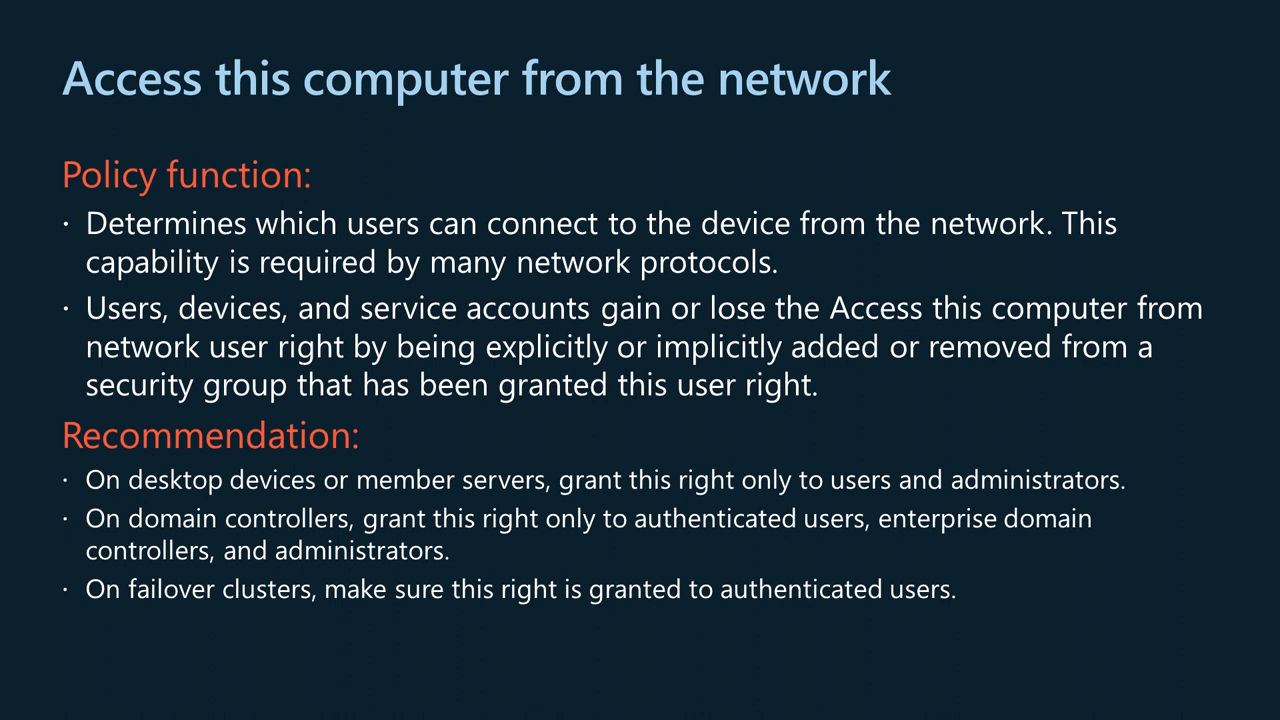 Access this computer from the network
Policy function:
· Determines which users can connect to the device from the network. This
capability is required by many network protocols.
· Users, devices, and service accounts gain or lose the Access this computer from
network user right by being explicitly or implicitly added or removed from a
security group that has been granted this user right.
Recommendation:
· On desktop devices or member servers, grant this right only to users and administrators.
· On domain controllers, grant this right only to authenticated users, enterprise domain
controllers, and administrators.
· On failover clusters, make sure this right is granted to authenticated users.